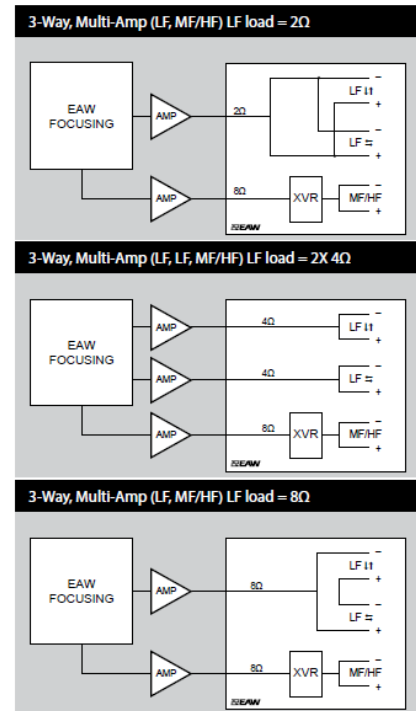 3-Way, Multi-Amp (LF, MF/HF) LF load = 2Ω
EAW
FOCUSING
AMP
2Ω
−
LF ↓↑
+
−
LF ⇆
+
AMP
8Ω
XVR
−
MF/HF
+
EAW
3-Way, Multi-Amp (LF, LF, MF/HF) LF load = 2X 4Ω
EAW
FOCUSING
AMP
4Ω
−
LF ↓↑
+
AMP
4Ω
−
LF ⇆
+
AMP
8Ω
XVR
−
MF/HF
+
EAW
3-Way, Multi-Amp (LF, MF/HF) LF load = 8Ω
EAW
FOCUSING
AMP
8Ω
−
LF ↓↑
+
−
LF ⇆
+
AMP
8Ω
XVR
−
MF/HF
+
EAW